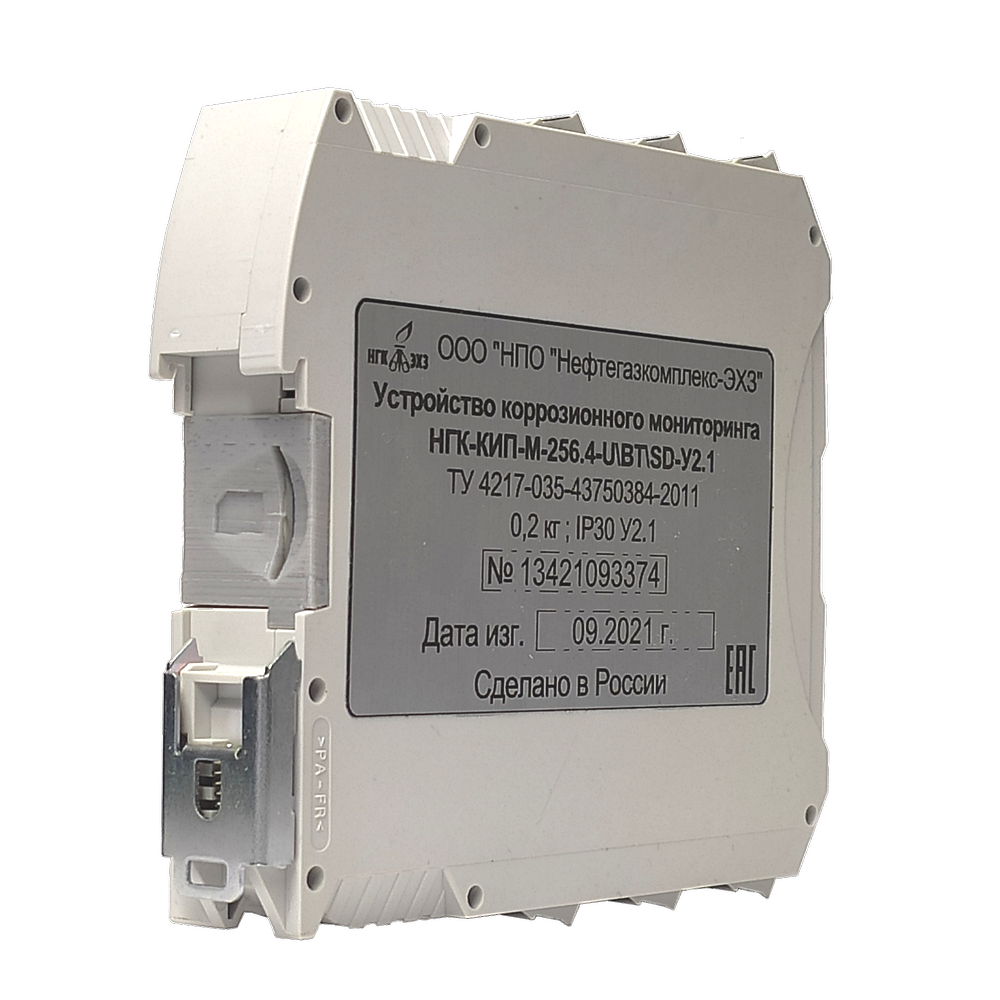 НГК ЭХЗ
ООО "НПО "Нефтегазкомплекс-ЭХЗ"
Устройство коррозионного мониторинга
НГК-КИП-М-256.4-U\BT\SD-У2.1
ТУ 4217-035-43750384-2011
0,2 кг ; IP30 У2.1
№ 13421093374
Дата изг. 09.2021 г.
Сделано в России
EAC
>PA-FR<